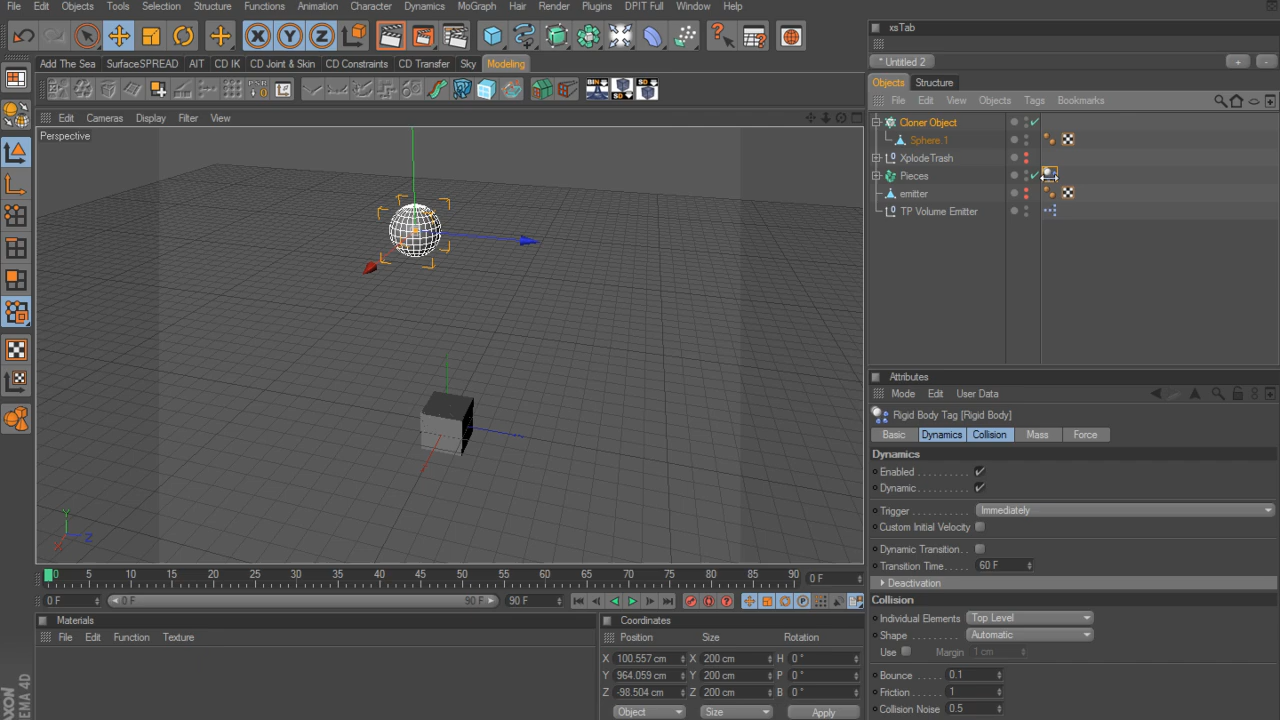 File Edit Objects Tools Selection Structure Functions Animation Character Dynamics MoGraph Hair Render Plugins DPIT Full Window Help
xsTab
* Untitled 2 + -
Add The Sea SurfaceSPREAD AIT CD IK CD Joint & Skin CD Constraints CD Transfer Sky Modeling
Objects Structure
File Edit View Objects Tags Bookmarks
Edit Cameras Display Filter View
Perspective
Cloner Object
Sphere.1
XplodeTrash
Pieces
emitter
TP Volume Emitter
Attributes
Mode Edit User Data
Rigid Body Tag [Rigid Body]
Basic Dynamics Collision Mass Force
Dynamics
Enabled
Dynamic
Trigger Immediately
Custom Initial Velocity
Dynamic Transition
Transition Time 60 F
Deactivation
Collision
Individual Elements Top Level
Shape Automatic
Use Margin 1 cm
Bounce 0.1
Friction 1
Collision Noise 0.5
Y
Z
X
0 5 10 15 20 25 30 35 40 45 50 55 60 65 70 75 80 85 90 0 F
0 F 0 F 90 F 90 F
Materials
File Edit Function Texture
Coordinates
Position Size Rotation
X 100.557 cm X 200 cm H 0 °
Y 964.059 cm Y 200 cm P 0 °
Z -98.504 cm Z 200 cm B 0 °
Object Size Apply